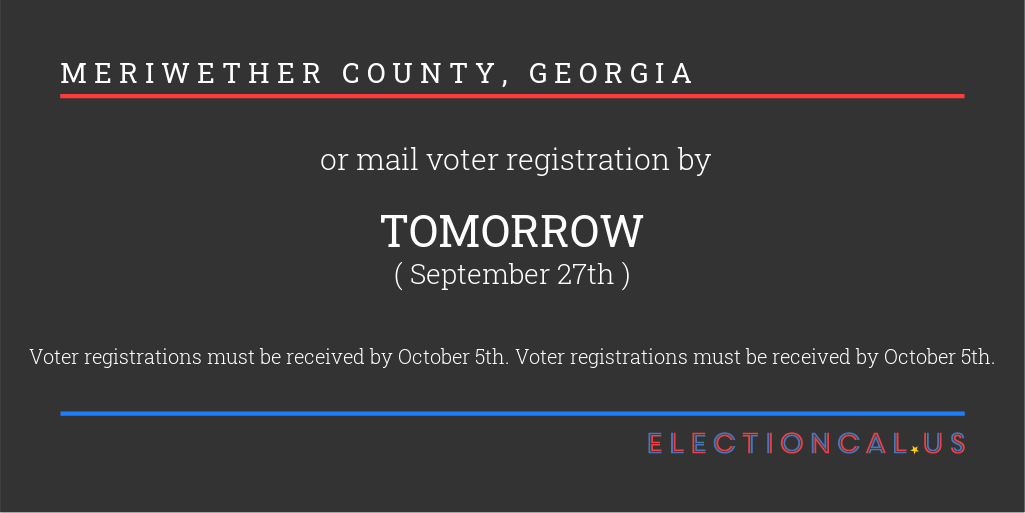 MERIWETHER COUNTY, GEORGIA
or mail voter registration by
TOMORROW
( September 27th )
Voter registrations must be received by October 5th. Voter registrations must be received by October 5th.
ELECTIONCAL.US